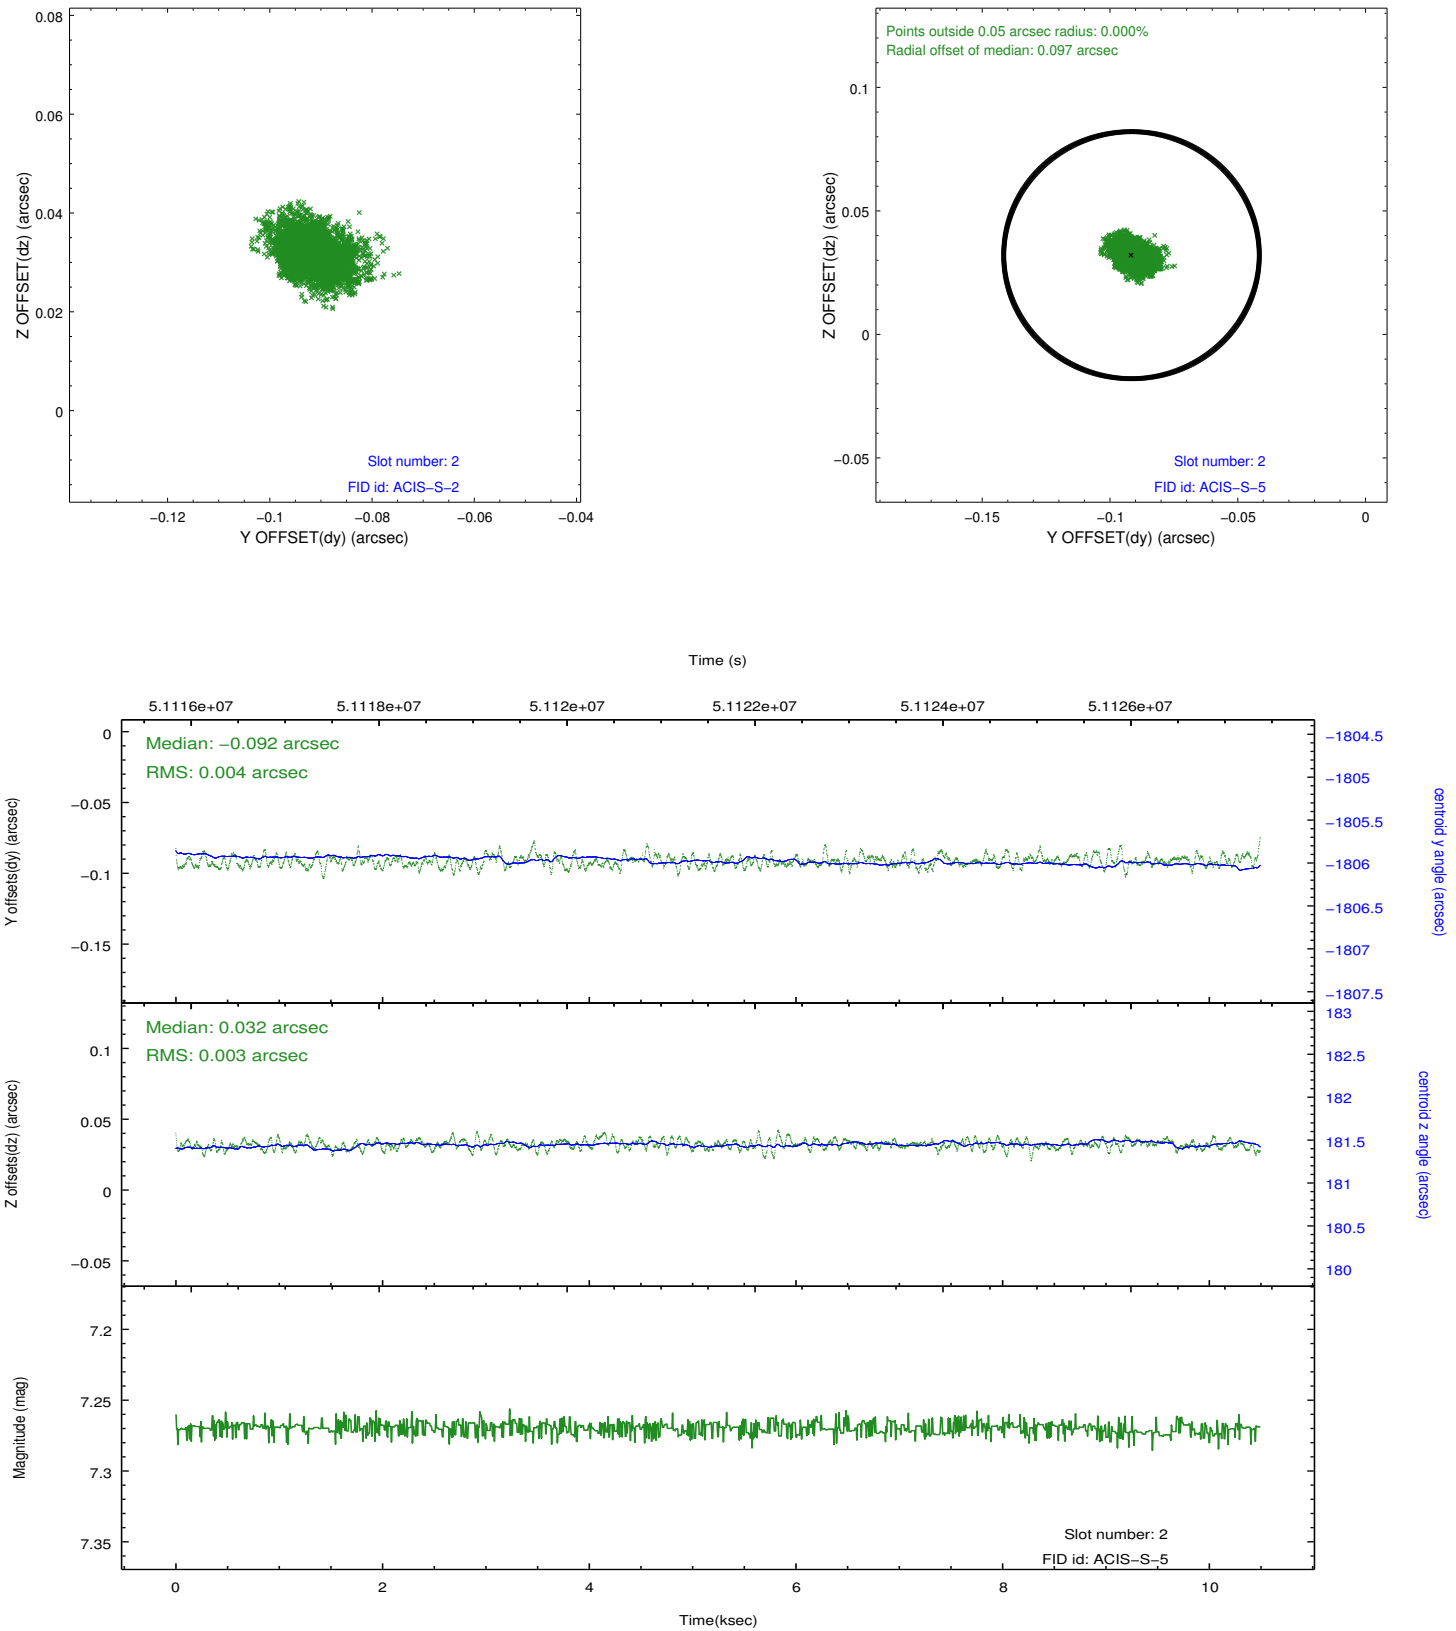 0.08
0.06
0.04
0.02
0
Z OFFSET(dz) (arcsec)
Slot number: 2
FID id: ACIS−S−2
−0.12
−0.1
−0.08
−0.06
−0.04
Y OFFSET(dy) (arcsec)
Points outside 0.05 arcsec radius: 0.000%
Radial offset of median: 0.097 arcsec
0.1
0.05
0
−0.05
Z OFFSET(dz) (arcsec)
Slot number: 2
FID id: ACIS−S−5
−0.15
−0.1
−0.05
0
Y OFFSET(dy) (arcsec)
Time (s)
5.1116e+07
5.1118e+07
5.112e+07
5.1122e+07
5.1124e+07
5.1126e+07
Median: −0.092 arcsec
RMS: 0.004 arcsec
0
−0.05
−0.1
−0.15
Y offsets(dy) (arcsec)
−1804.5
−1805
−1805.5
−1806
−1806.5
−1807
−1807.5
centroid y angle (arcsec)
Median: 0.032 arcsec
RMS: 0.003 arcsec
0.1
0.05
0
−0.05
Z offsets(dz) (arcsec)
183
182.5
182
181.5
181
180.5
180
centroid z angle (arcsec)
7.2
7.25
7.3
7.35
Magnitude (mag)
Slot number: 2
FID id: ACIS−S−5
0
2
4
6
8
10
Time(ksec)